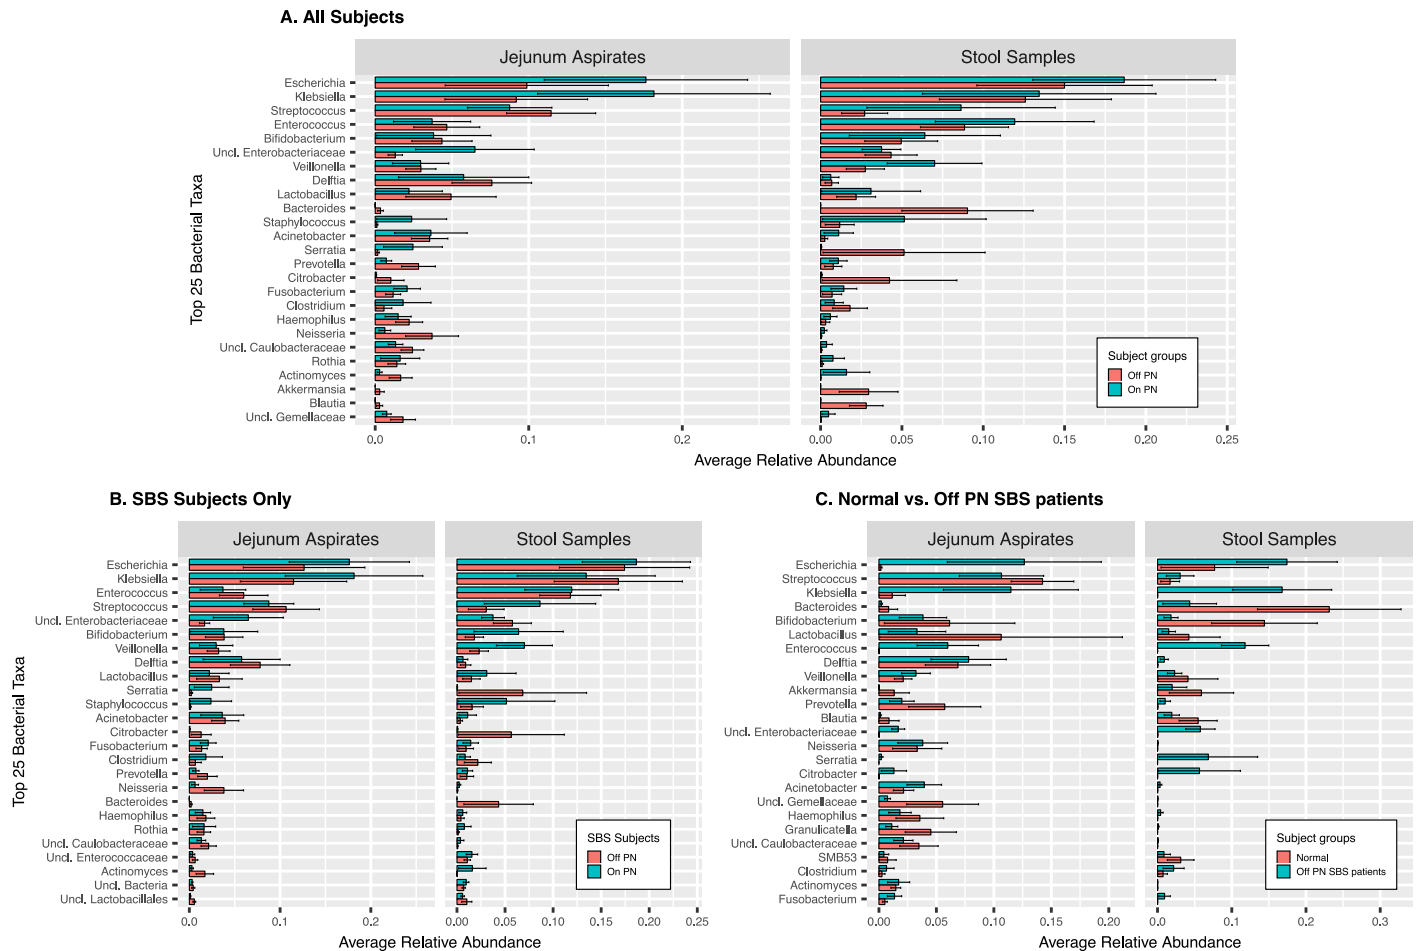 A. All Subjects
Jejunum Aspirates
Stool Samples
Top 25 Bacterial Taxa
Escherichia
Klebsiella
Streptococcus
Enterococcus
Bifidobacterium
Uncl. Enterobacteriaceae
Veillonella
Delftia
Lactobacillus
Bacteroides
Staphylococcus
Acinetobacter
Serratia
Prevotella
Citrobacter
Fusobacterium
Clostridium
Haemophilus
Neisseria
Uncl. Caulobacteraceae
Rothia
Actinomyces
Akkermansia
Blautia
Uncl. Gemellaceae
Subject groups
Off PN
On PN
0.0 0.1 0.2
0.00 0.05 0.10 0.15 0.20 0.25
Average Relative Abundance
B. SBS Subjects Only
Jejunum Aspirates
Stool Samples
Top 25 Bacterial Taxa
Escherichia
Klebsiella
Enterococcus
Streptococcus
Uncl. Enterobacteriaceae
Bifidobacterium
Veillonella
Delftia
Lactobacillus
Serratia
Staphylococcus
Acinetobacter
Citrobacter
Fusobacterium
Clostridium
Prevotella
Neisseria
Bacteroides
Haemophilus
Rothia
Uncl. Caulobacteraceae
Uncl. Enterococcaceae
Actinomyces
Uncl. Bacteria
Uncl. Lactobacillales
SBS Subjects
Off PN
On PN
0.0 0.1 0.2
0.00 0.05 0.10 0.15 0.20 0.25
Average Relative Abundance
C. Normal vs. Off PN SBS patients
Jejunum Aspirates
Stool Samples
Escherichia
Streptococcus
Klebsiella
Bacteroides
Bifidobacterium
Lactobacillus
Enterococcus
Delftia
Veillonella
Akkermansia
Prevotella
Blautia
Uncl. Enterobacteriaceae
Neisseria
Serratia
Citrobacter
Acinetobacter
Uncl. Gemellaceae
Haemophilus
Granulicatella
Uncl. Caulobacteraceae
SMB53
Clostridium
Actinomyces
Fusobacterium
Subject groups
Normal
Off PN SBS patients
0.00 0.05 0.10 0.15 0.20
0.0 0.1 0.2 0.3
Average Relative Abundance